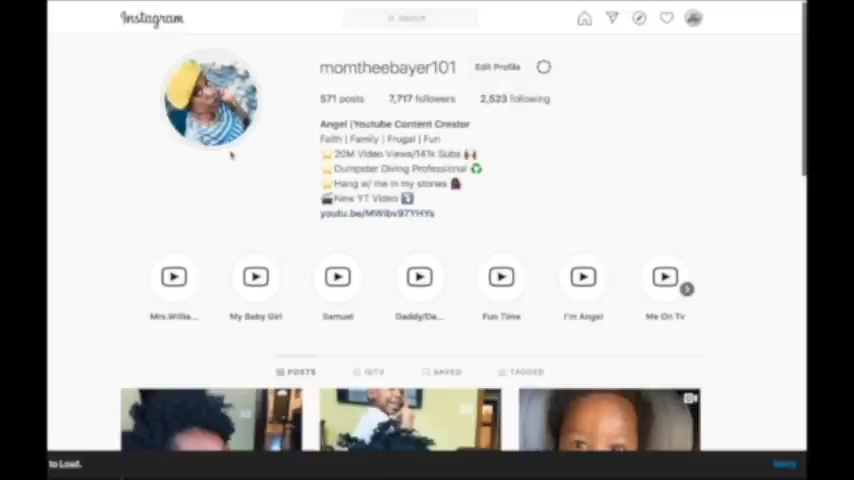 Instagram
Search
momtheebayer101 Edit Profile
571 posts 7,717 followers 2,523 following
Angel |Youtube Content Creator
Faith | Family | Frugal | Fun
⭐20M Video Views/141k Subs
⭐Dumpster Diving Professional ♻️
⭐Hang w/ me in my stories
🎬New YT Video ⬇️
youtu.be/MWibv97YHYs
Mrs.Willia... My Baby Girl Samuel Daddy/Da... Fun Time I'm Angel Me On Tv
POSTS IGTV SAVED TAGGED
to Load.